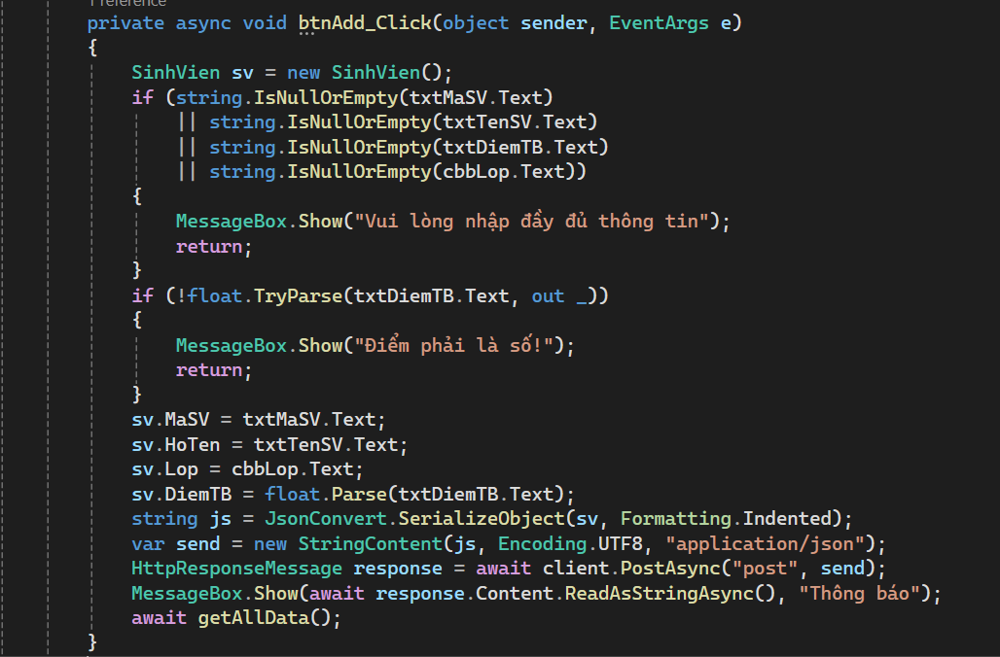 1 reference
private async void btnAdd_Click(object sender, EventArgs e)
{
    SinhVien sv = new SinhVien();
    if (string.IsNullOrEmpty(txtMaSV.Text)
        || string.IsNullOrEmpty(txtTenSV.Text)
        || string.IsNullOrEmpty(txtDiemTB.Text)
        || string.IsNullOrEmpty(cbbLop.Text))
    {
        MessageBox.Show("Vui lòng nhập đầy đủ thông tin");
        return;
    }
    if (!float.TryParse(txtDiemTB.Text, out _))
    {
        MessageBox.Show("Điểm phải là số!");
        return;
    }
    sv.MaSV = txtMaSV.Text;
    sv.HoTen = txtTenSV.Text;
    sv.Lop = cbbLop.Text;
    sv.DiemTB = float.Parse(txtDiemTB.Text);
    string js = JsonConvert.SerializeObject(sv, Formatting.Indented);
    var send = new StringContent(js, Encoding.UTF8, "application/json");
    HttpResponseMessage response = await client.PostAsync("post", send);
    MessageBox.Show(await response.Content.ReadAsStringAsync(), "Thông báo");
    await getAllData();
}